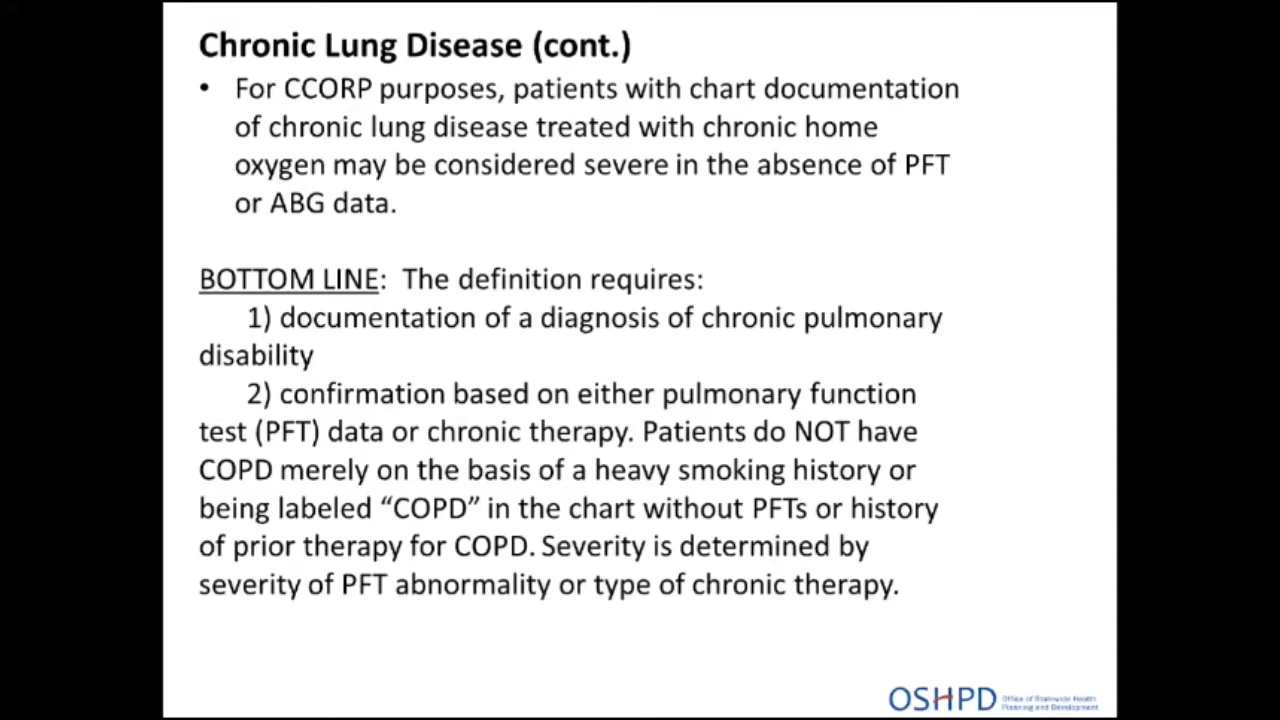 Chronic Lung Disease (cont.)
• For CCORP purposes, patients with chart documentation
of chronic lung disease treated with chronic home
oxygen may be considered severe in the absence of PFT
or ABG data.
BOTTOM LINE: The definition requires:
1) documentation of a diagnosis of chronic pulmonary
disability
2) confirmation based on either pulmonary function
test (PFT) data or chronic therapy. Patients do NOT have
COPD merely on the basis of a heavy smoking history or
being labeled “COPD” in the chart without PFTs or history
of prior therapy for COPD. Severity is determined by
severity of PFT abnormality or type of chronic therapy.
OSHPD
Office of Statewide Health
Planning and Development